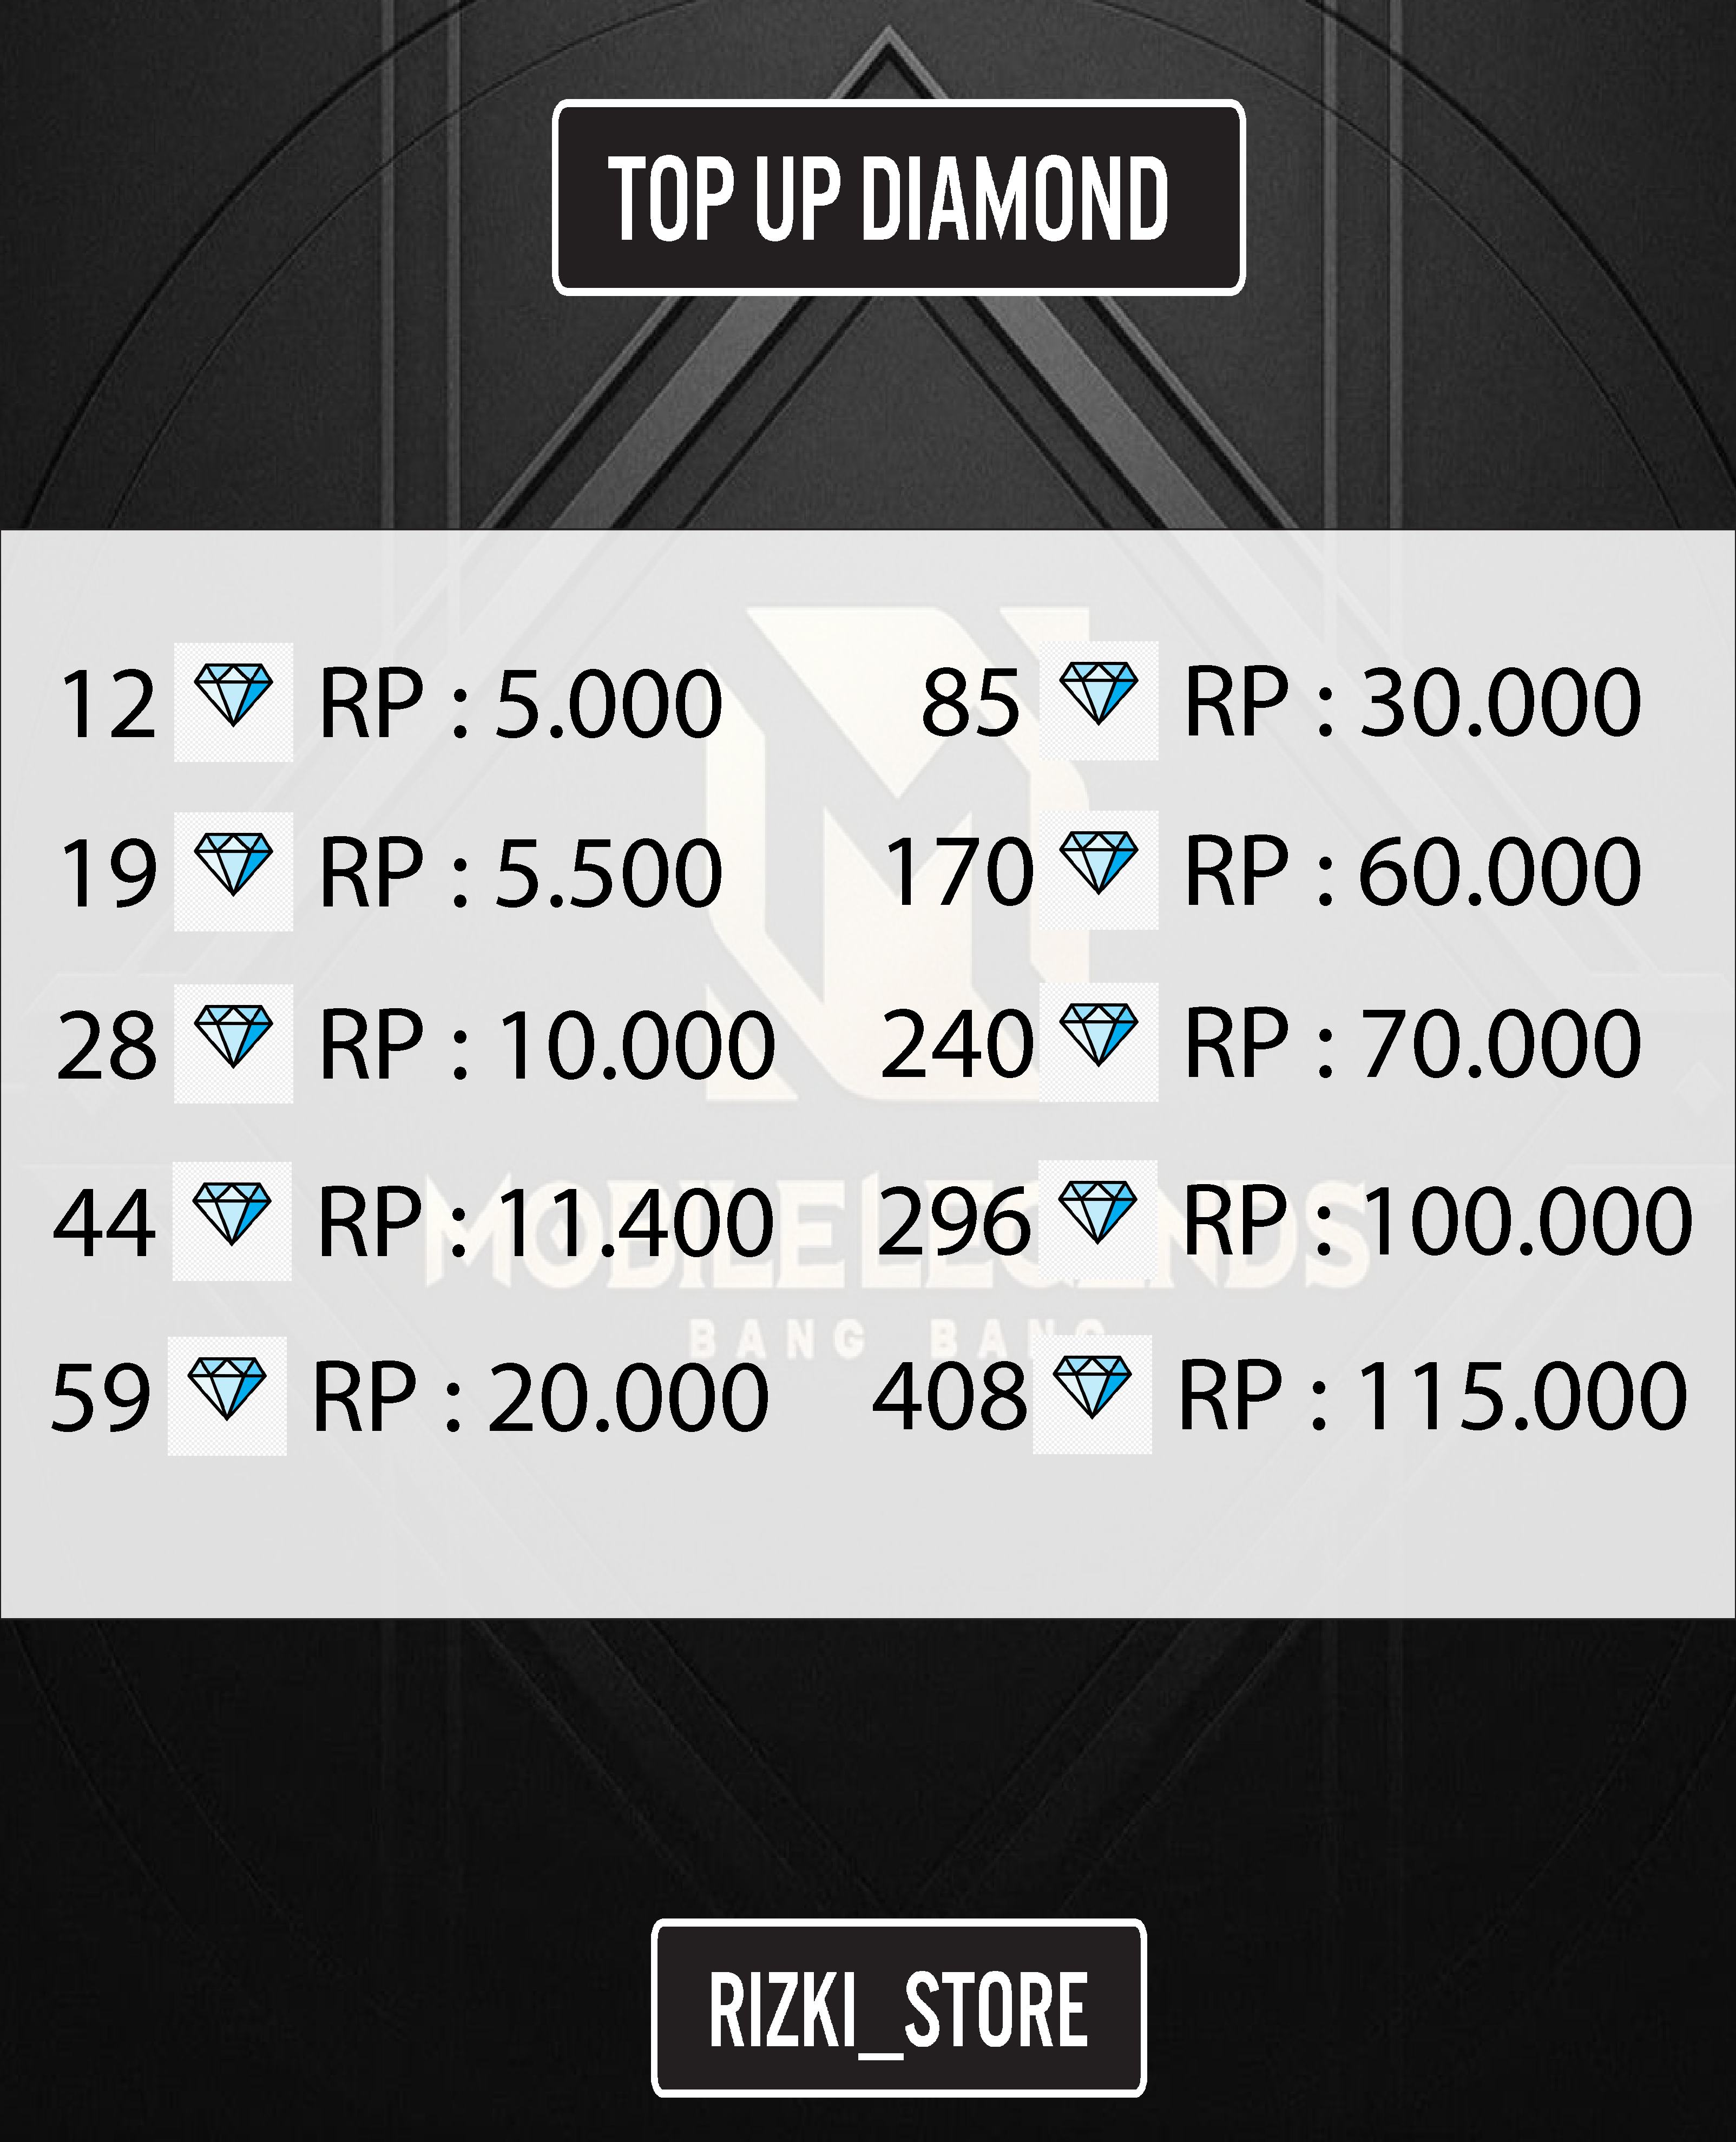 TOP UP DIAMOND
12 RP : 5.000
19 RP : 5.500
28 RP : 10.000
44 RP : 11.400
59 RP : 20.000
85 RP : 30.000
170 RP : 60.000
240 RP : 70.000
296 RP : 100.000
408 RP : 115.000
MOBILE LEGENDS
BANG BANG
RIZKI_STORE